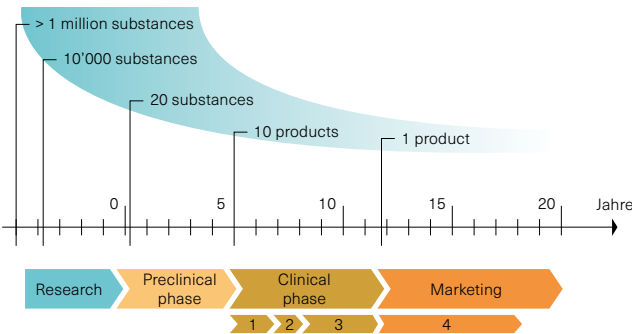 > 1 million substances
10’000 substances
20 substances
10 products
1 product
0 5 10 15 20 Jahre
Research
Preclinical
phase
Clinical
phase
Marketing
1 2 3 4